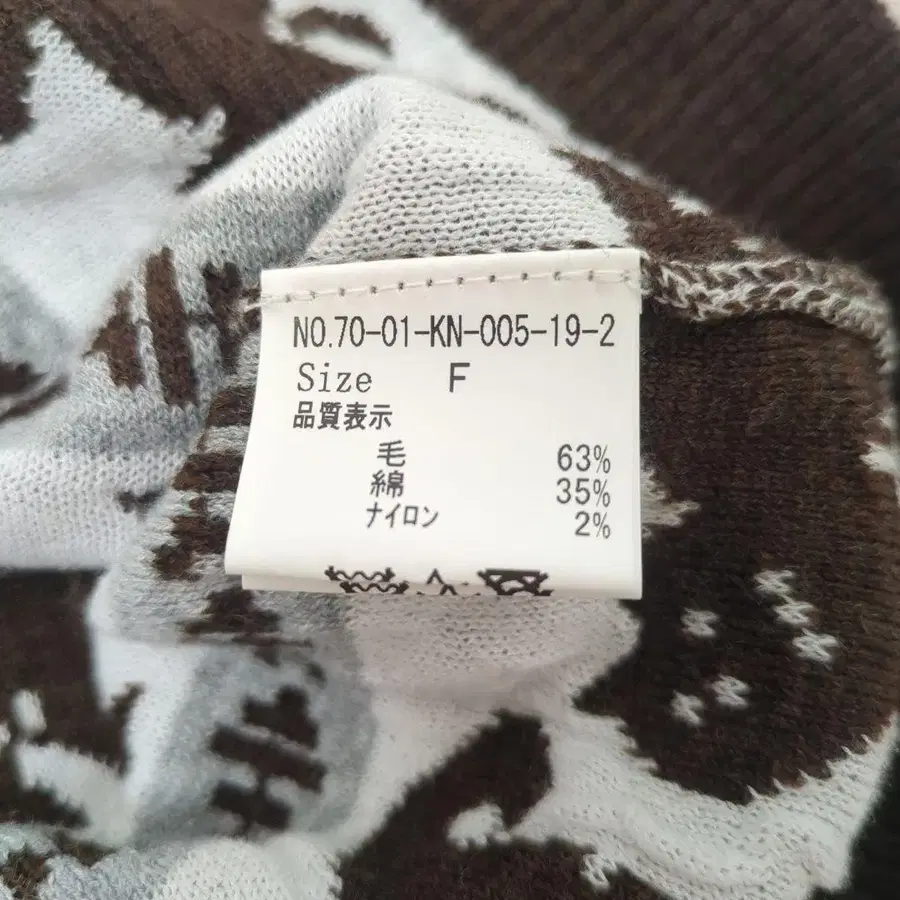 NO.70-01-KN-005-19-2
Size F
品質表示
毛 63%
綿 35%
ナイロン 2%